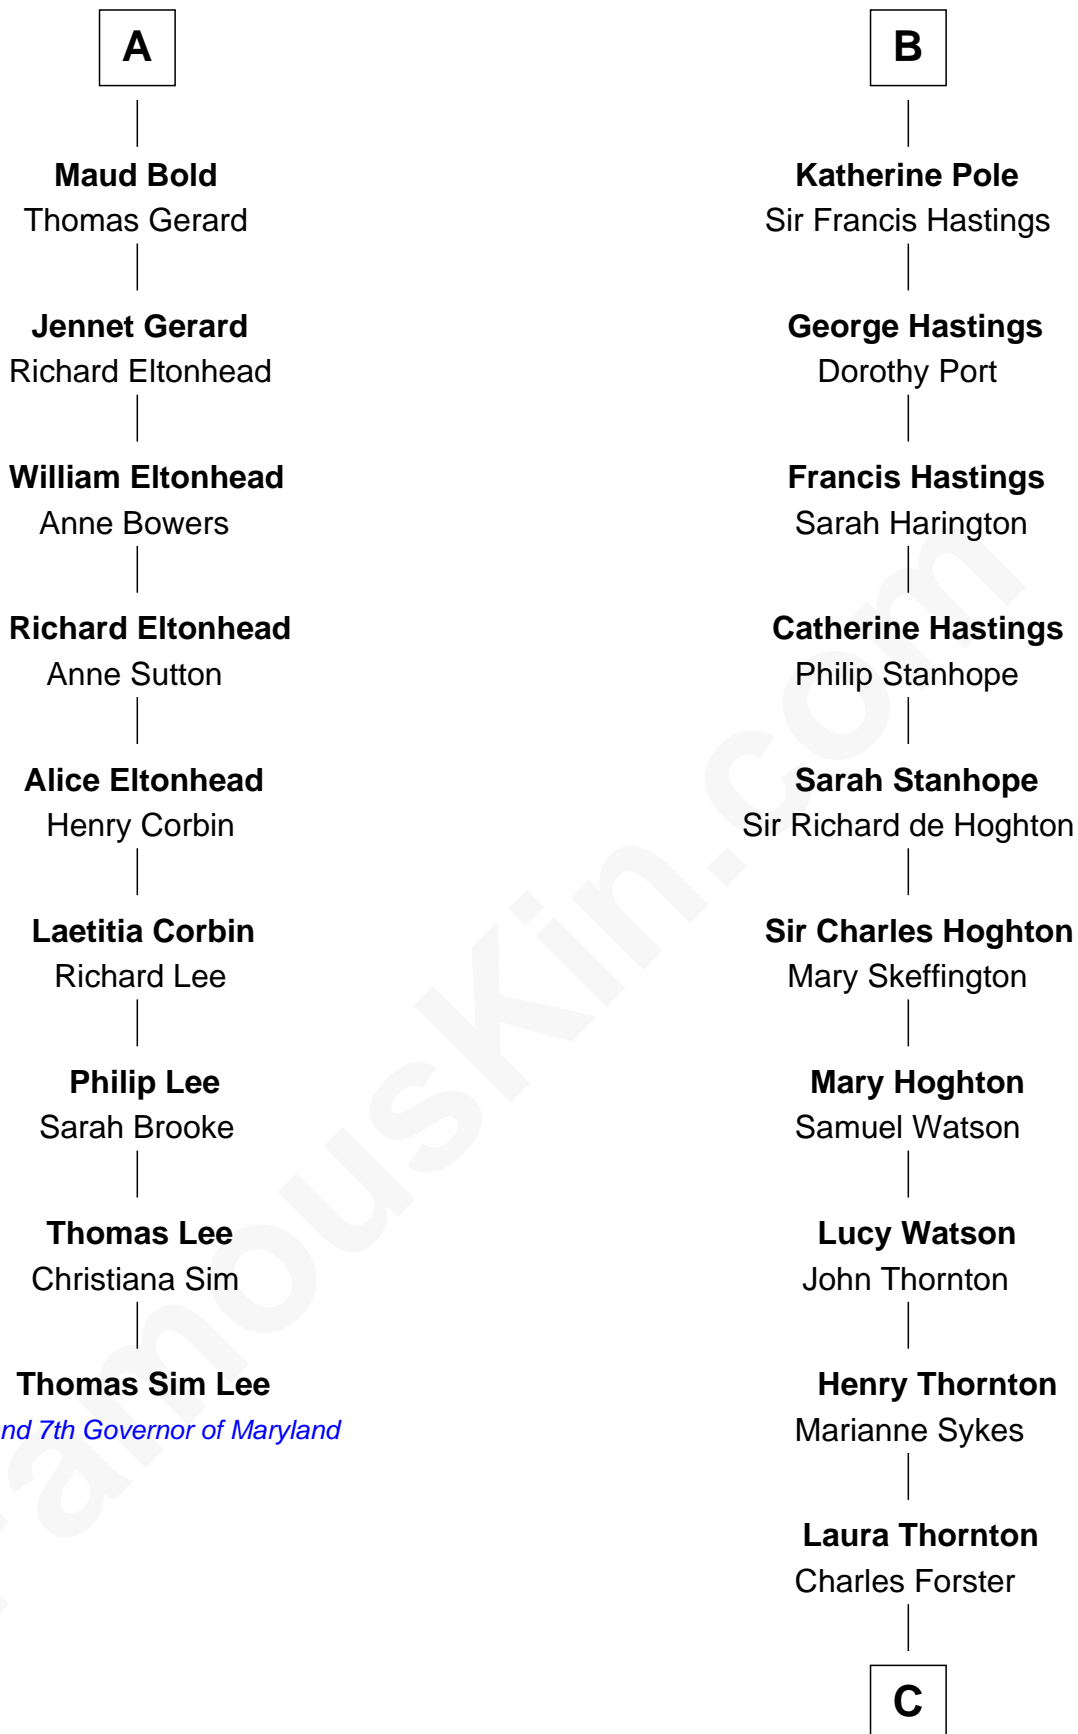 A
Maud Bold
Thomas Gerard
Jennet Gerard
Richard Eltonhead
William Eltonhead
Anne Bowers
Richard Eltonhead
Anne Sutton
Alice Eltonhead
Henry Corbin
Laetitia Corbin
Richard Lee
Philip Lee
Sarah Brooke
Thomas Lee
Christiana Sim
Thomas Sim Lee
nd 7th Governor of Maryland
B
Katherine Pole
Sir Francis Hastings
George Hastings
Dorothy Port
Francis Hastings
Sarah Harington
Catherine Hastings
Philip Stanhope
Sarah Stanhope
Sir Richard de Hoghton
Sir Charles Hoghton
Mary Skeffington
Mary Hoghton
Samuel Watson
Lucy Watson
John Thornton
Henry Thornton
Marianne Sykes
Laura Thornton
Charles Forster
C
FamousKin.com